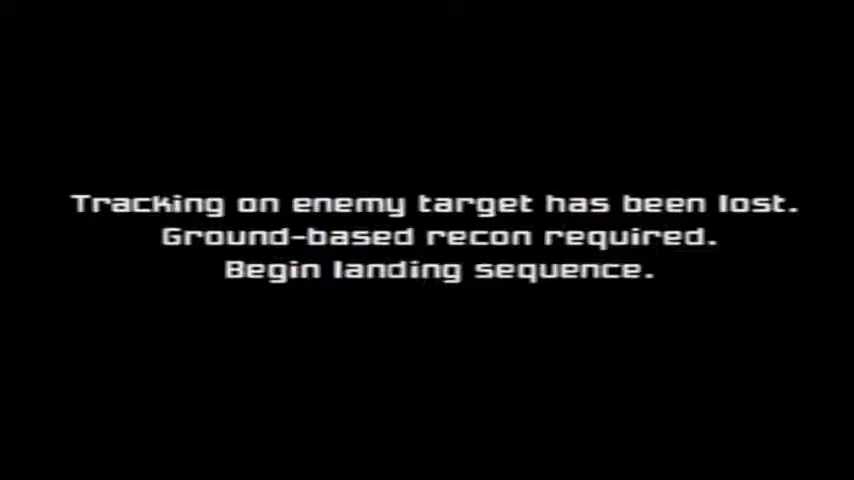 Tracking on enemy target has been lost.
Ground-based recon required.
Begin landing sequence.